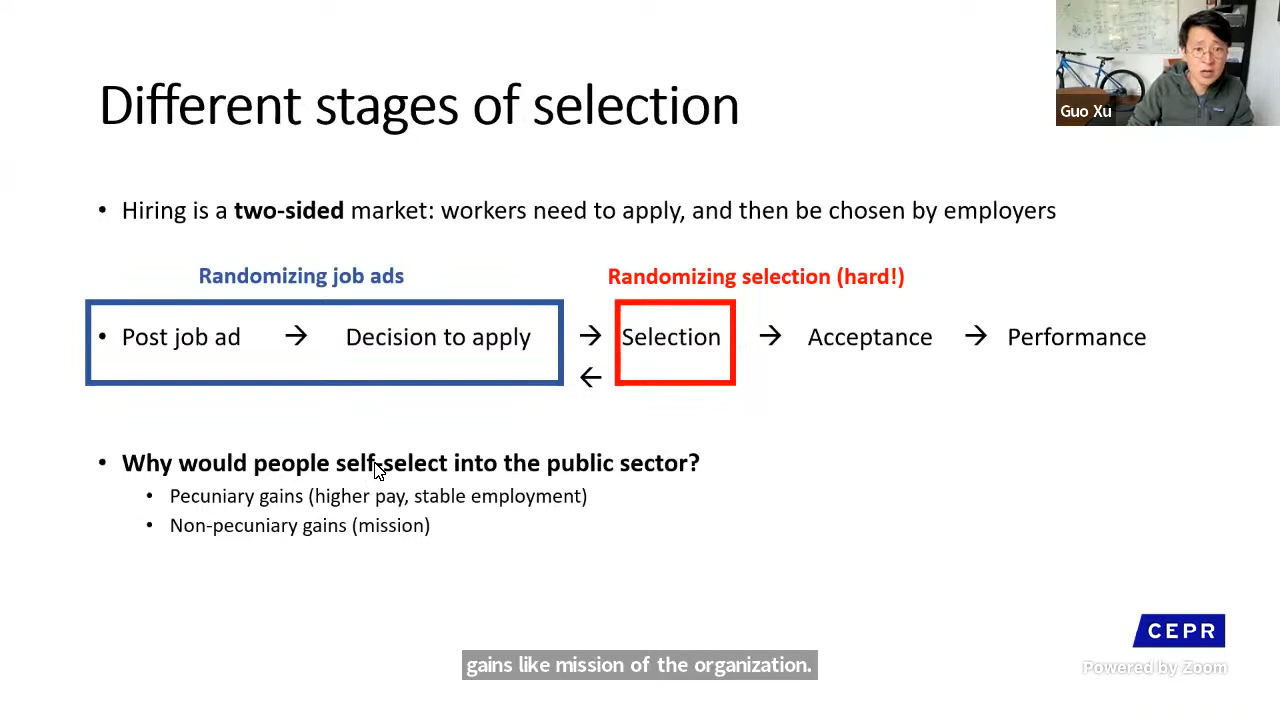 Different stages of selection
Guo Xu
• Hiring is a two-sided market: workers need to apply, and then be chosen by employers
Randomizing job ads
Randomizing selection (hard!)
• Post job ad → Decision to apply → Selection → Acceptance → Performance
←
• Why would people self-select into the public sector?
• Pecuniary gains (higher pay, stable employment)
• Non-pecuniary gains (mission)
CEPR
gains like mission of the organization.
Powered by Zoom